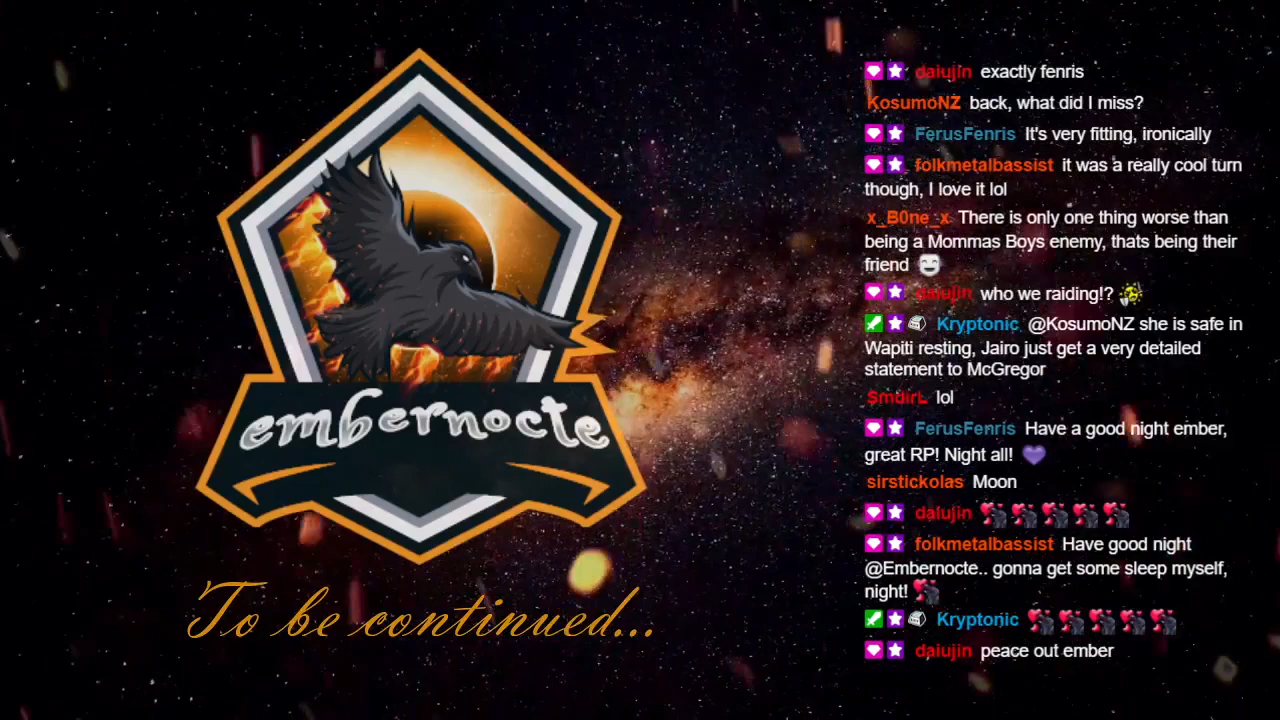 embernocte
To be continued...
daiujin exactly fenris
KosumoNZ back, what did I miss?
FerusFenris It's very fitting, ironically
folkmetalbassist it was a really cool turn
though, I love it lol
x_B0ne_x There is only one thing worse than
being a Mommas Boys enemy, thats being their
friend
daiujin who we raiding!?
Kryptonic @KosumoNZ she is safe in
Wapiti resting, Jairo just get a very detailed
statement to McGregor
lol
FerusFenris Have a good night ember,
great RP! Night all!
sirstickolas Moon
daiujin
folkmetalbassist Have good night
@Embernocte.. gonna get some sleep myself,
night!
Kryptonic
daiujin peace out ember